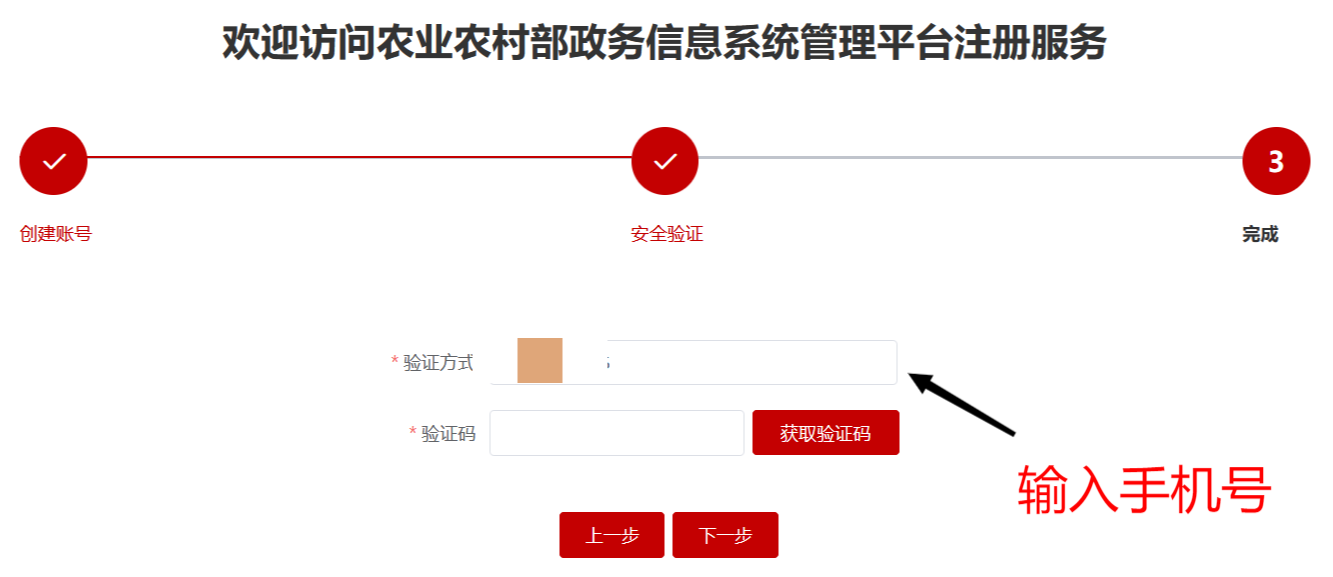 欢迎访问农业农村部政务信息系统管理平台注册服务
3
创建账号
安全验证
完成
* 验证方式
* 验证码
获取验证码
输入手机号
上一步
下一步